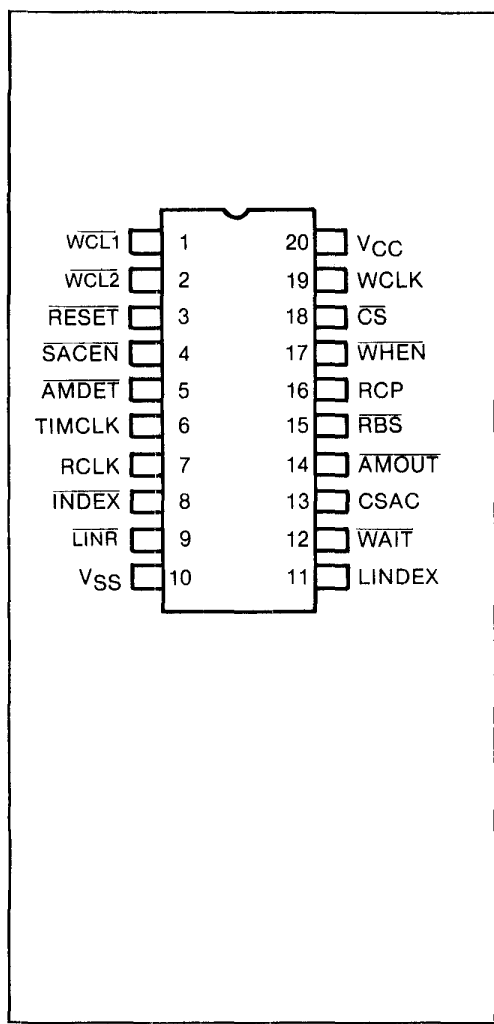 WCL1 1 20 VCC
WCL2 2 19 WCLK
RESET 3 18 CS
SACEN 4 17 WHEN
AMDET 5 16 RCP
TIMCLK 6 15 RBS
RCLK 7 14 AMOUT
INDEX 8 13 CSAC
LINR 9 12 WAIT
VSS 10 11 LINDEX